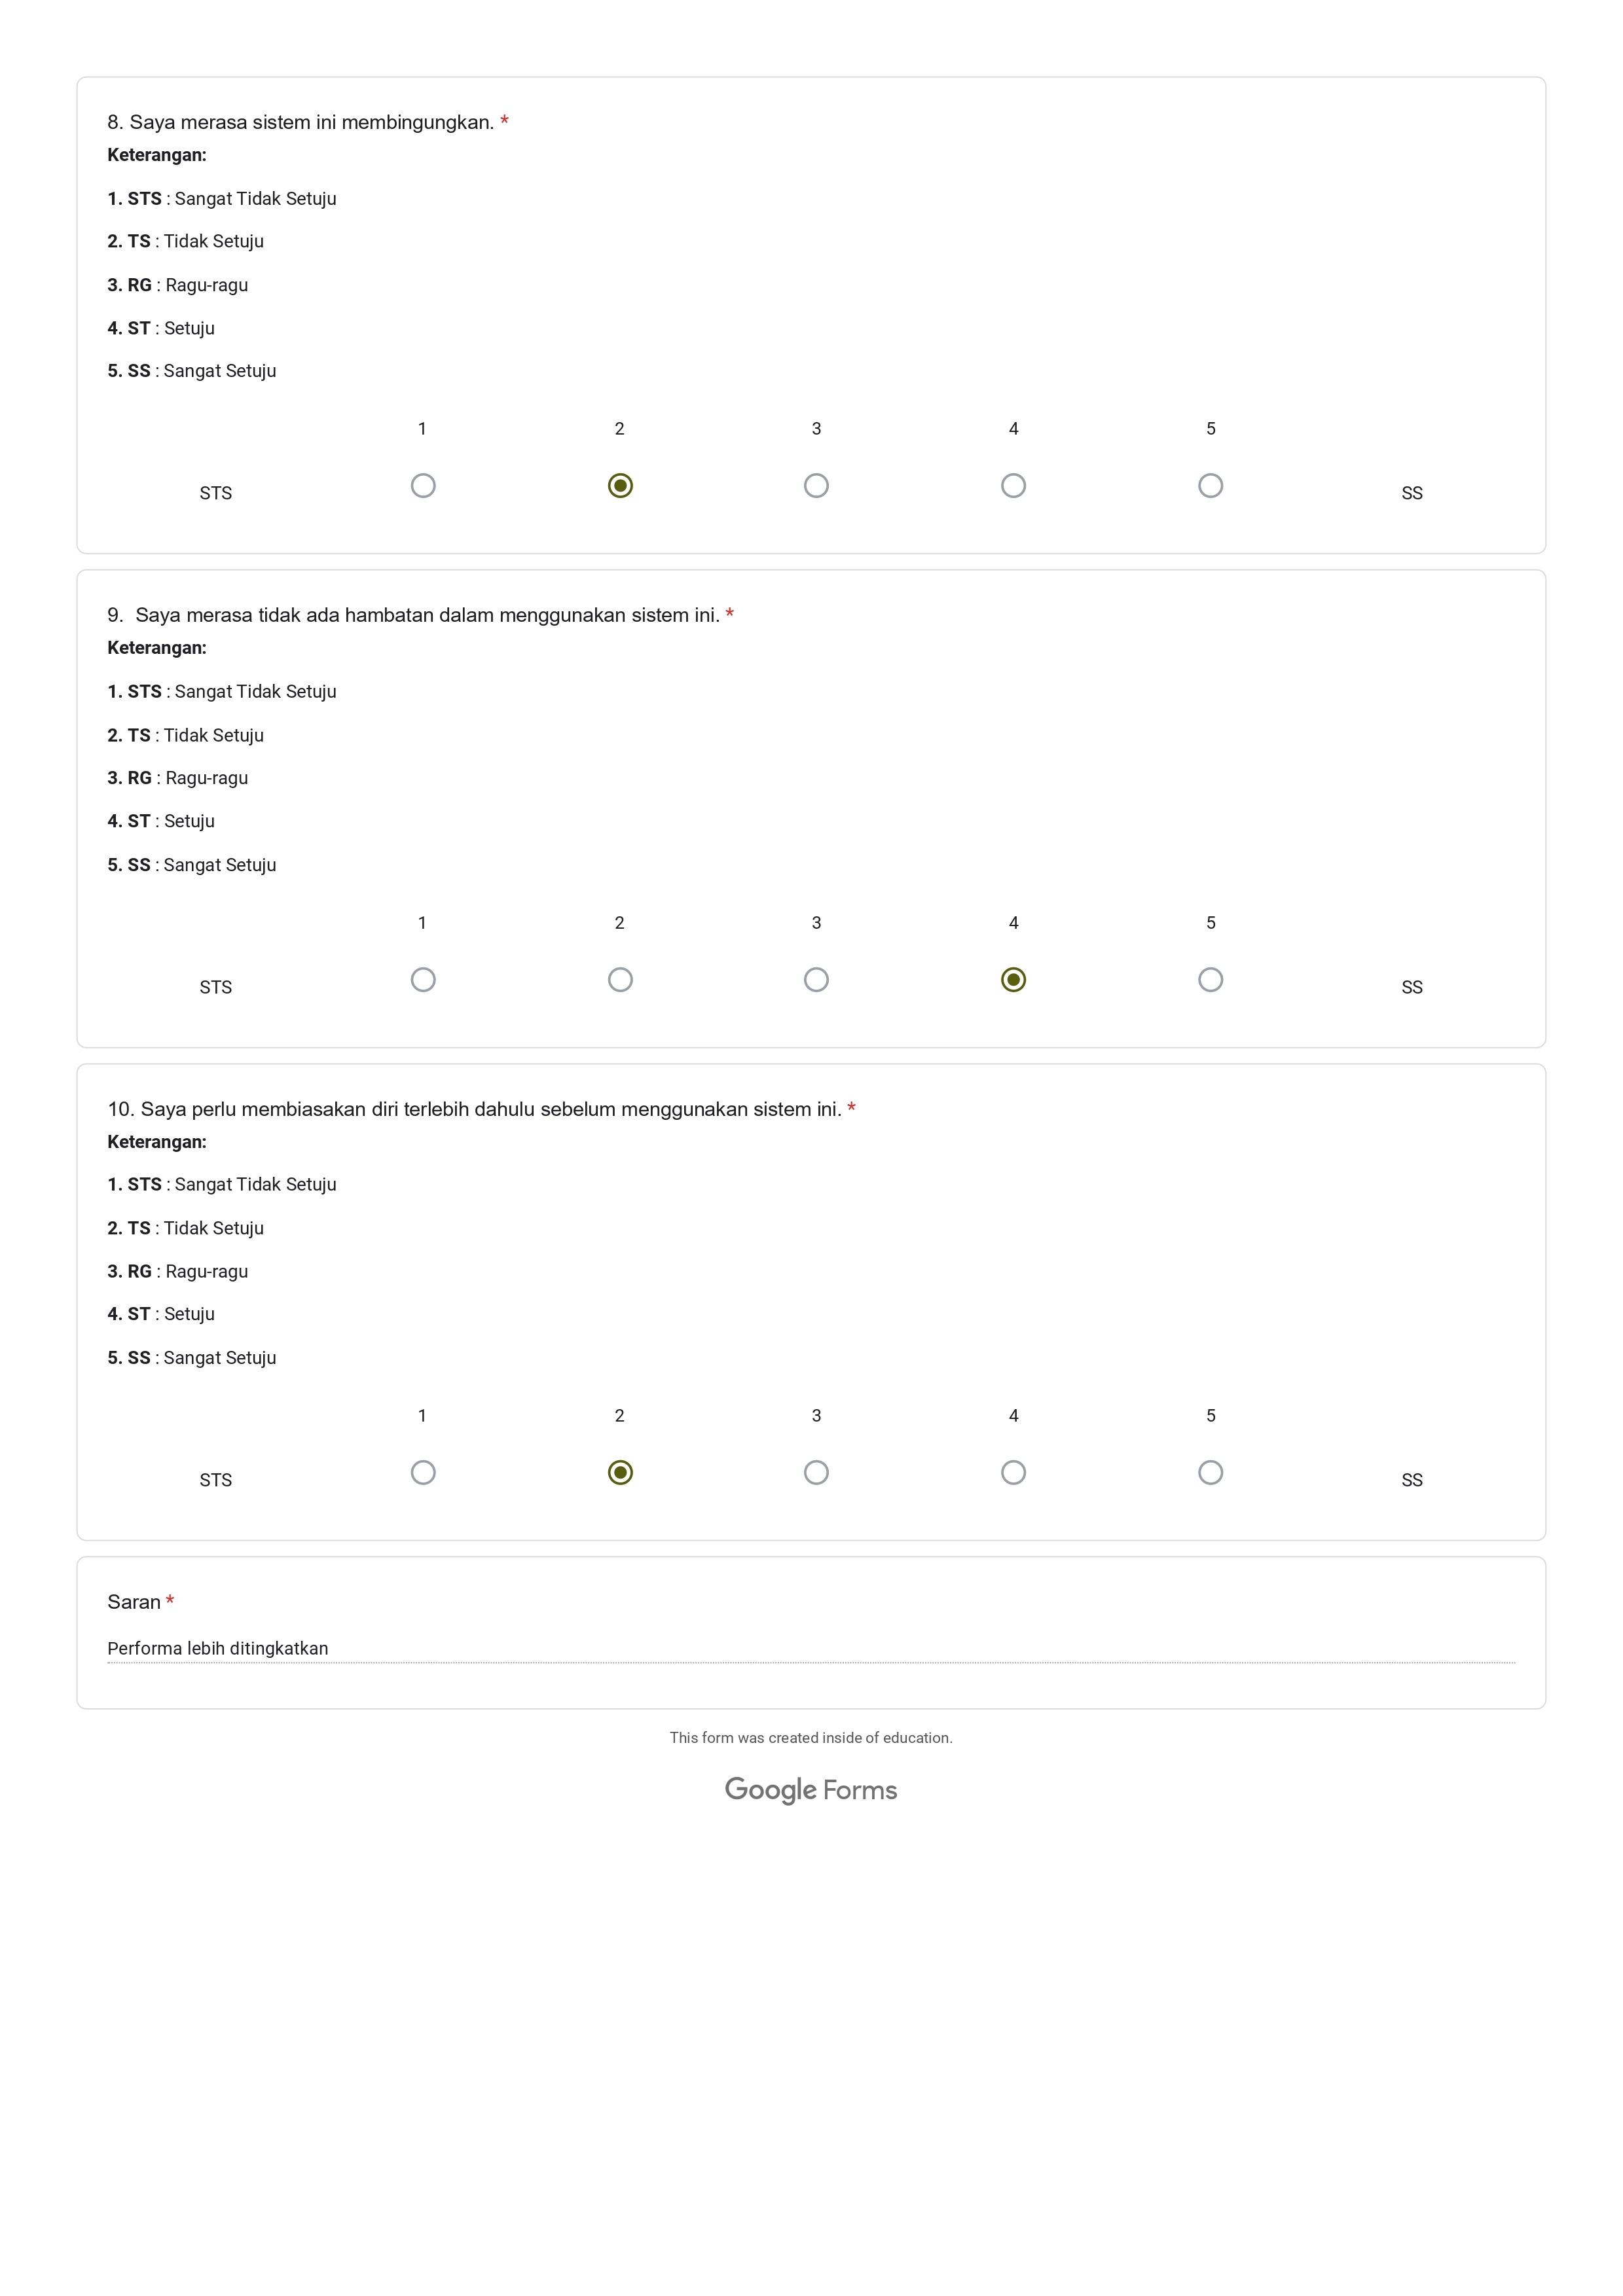 8. Saya merasa sistem ini membingungkan. *
Keterangan:
1. STS : Sangat Tidak Setuju
2. TS : Tidak Setuju
3. RG : Ragu-ragu
4. ST : Setuju
5. SS : Sangat Setuju
1 2 3 4 5
STS SS
9.  Saya merasa tidak ada hambatan dalam menggunakan sistem ini. *
Keterangan:
1. STS : Sangat Tidak Setuju
2. TS : Tidak Setuju
3. RG : Ragu-ragu
4. ST : Setuju
5. SS : Sangat Setuju
1 2 3 4 5
STS SS
10. Saya perlu membiasakan diri terlebih dahulu sebelum menggunakan sistem ini. *
Keterangan:
1. STS : Sangat Tidak Setuju
2. TS : Tidak Setuju
3. RG : Ragu-ragu
4. ST : Setuju
5. SS : Sangat Setuju
1 2 3 4 5
STS SS
Saran *
Performa lebih ditingkatkan
This form was created inside of education.
Google Forms